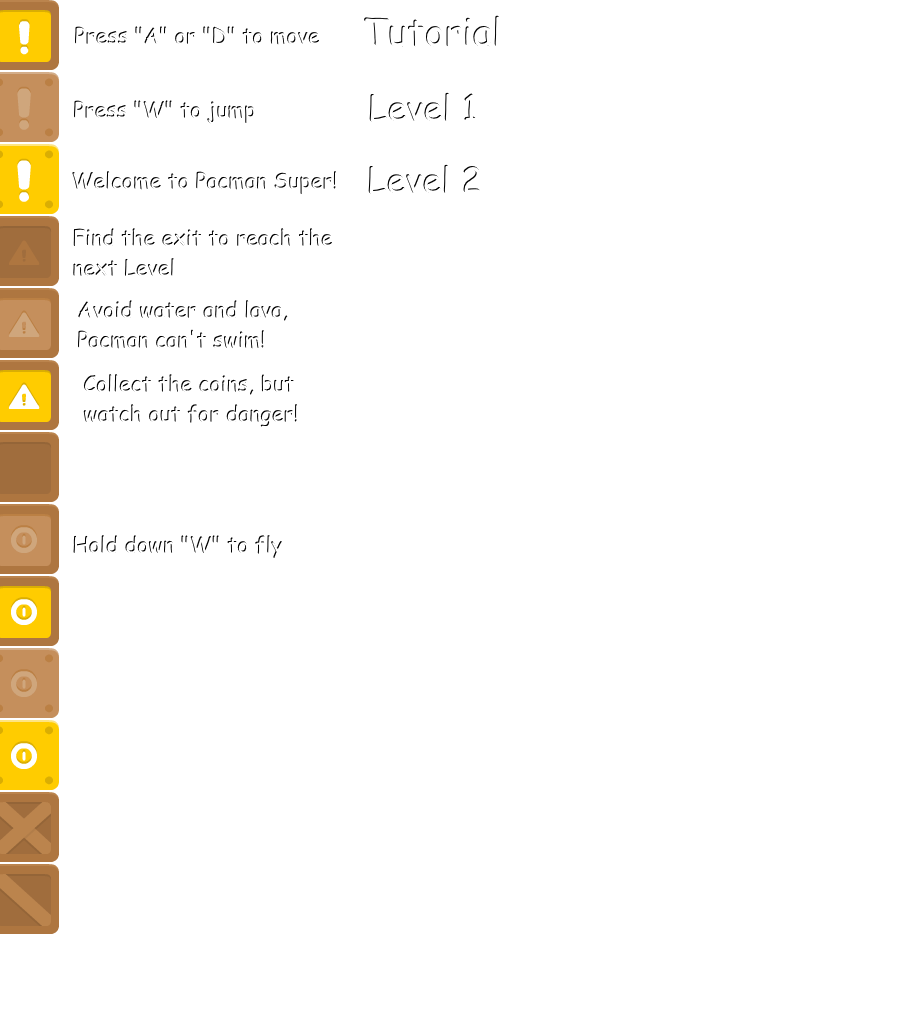 Press "A" or "D" to move
Tutorial
Press "W" to jump
Level 1
Welcome to Pacman Super!
Level 2
Find the exit to reach the
next Level
Avoid water and lava,
Pacman can't swim!
Collect the coins, but
watch out for danger!
Hold down "W" to fly